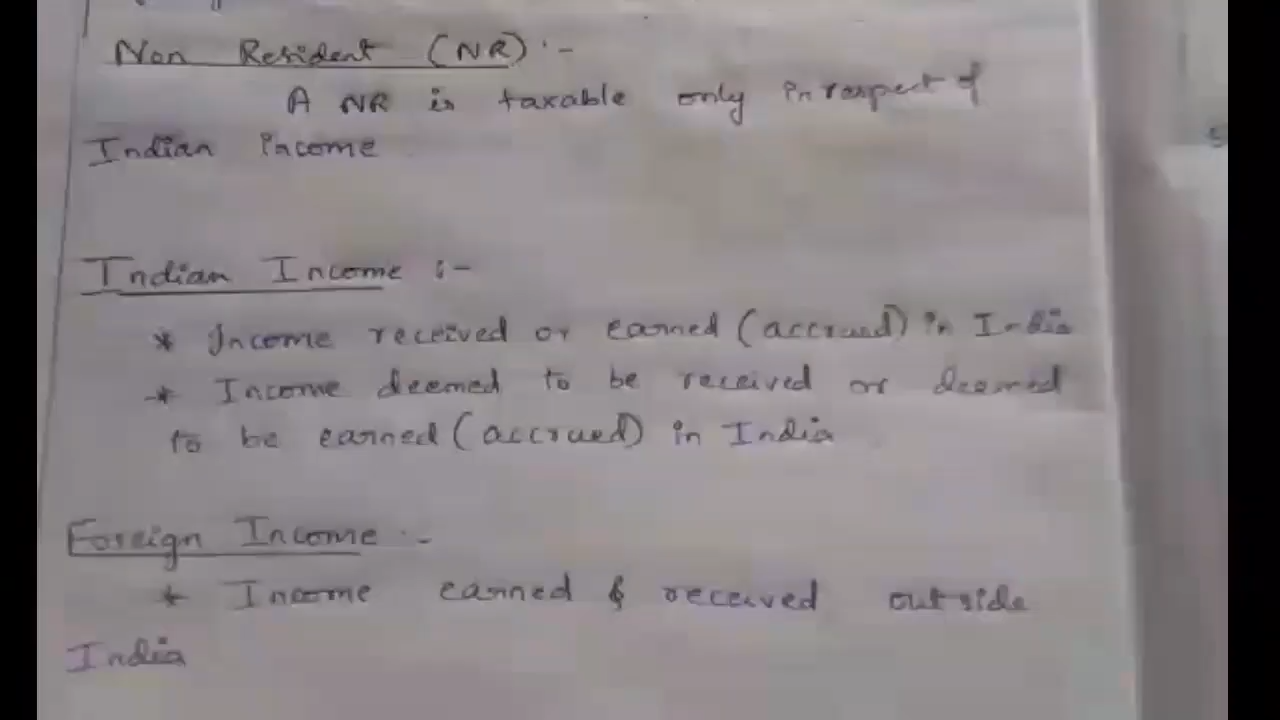 Non Resident (NR) :-
A NR is taxable only in respect of
Indian income
Indian Income :-
* Income received or earned (accrued) in India
* Income deemed to be received or deemed
to be earned (accrued) in India
Foreign Income :-
* Income earned & received outside
India